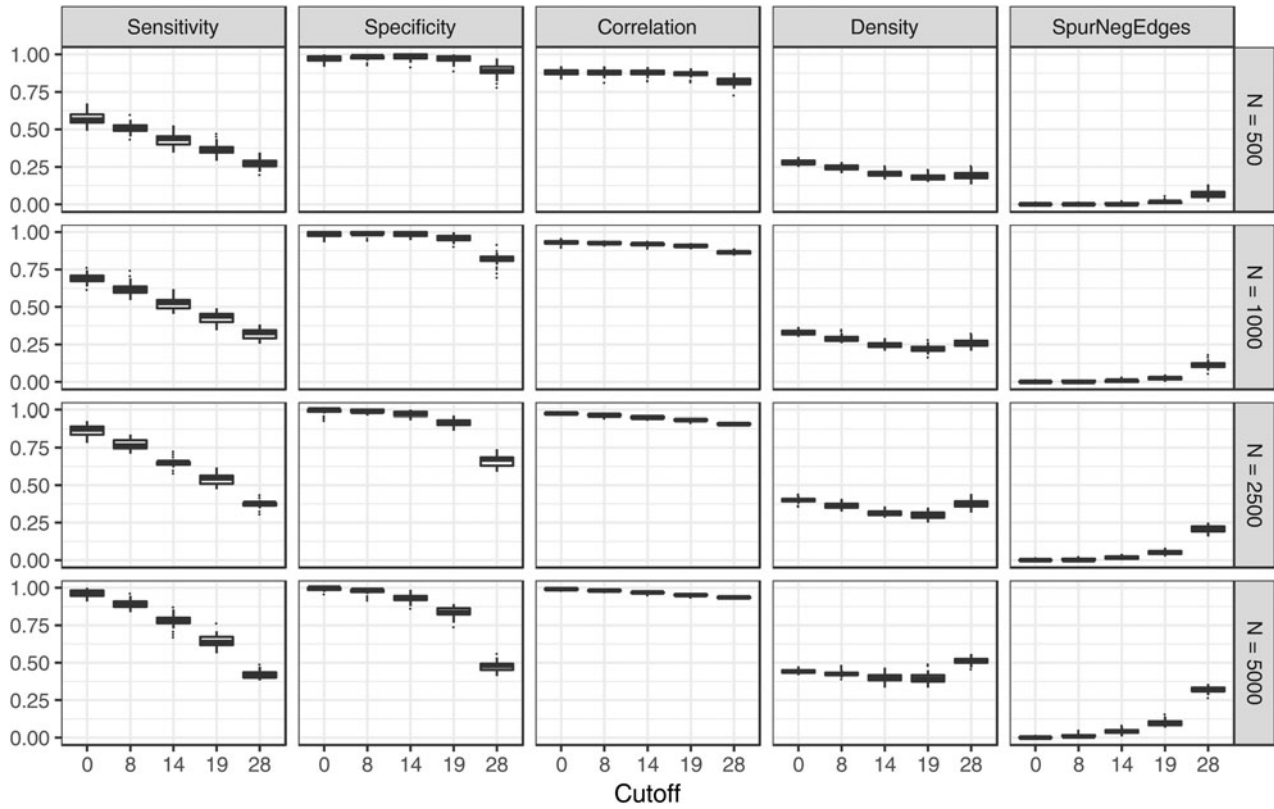 Sensitivity Specificity Correlation Density SpurNegEdges
1.00
0.75
0.50
0.25
0.00
N = 500
1.00
0.75
0.50
0.25
0.00
N = 1000
1.00
0.75
0.50
0.25
0.00
N = 2500
1.00
0.75
0.50
0.25
0.00
N = 5000
0 8 14 19 28 0 8 14 19 28 0 8 14 19 28 0 8 14 19 28 0 8 14 19 28
Cutoff